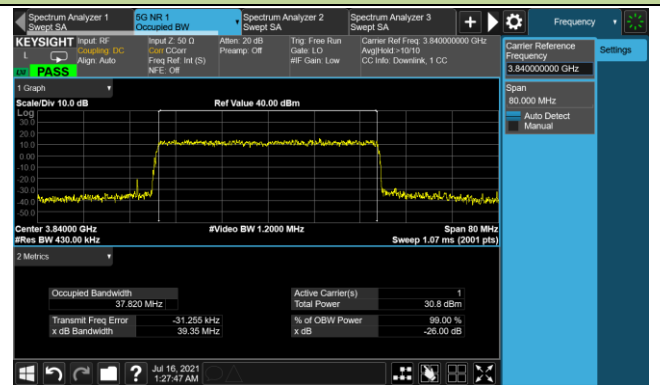 Spectrum Analyzer 1
Swept SA
5G NR 1
Occupied BW
Spectrum Analyzer 2
Swept SA
Spectrum Analyzer 3
Swept SA
Frequency
KEYSIGHT
Input: RF
Coupling: DC
Align: Auto
Input Z: 50 Ω
Corr CCorr
Freq Ref: Int (S)
NFE: Off
Atten: 20 dB
Preamp: Off
Trig: Free Run
Gate: LO
#IF Gain: Low
Carrier Ref Freq: 3.840000000 GHz
Avg|Hold:>10/10
CC Info: Downlink, 1 CC
L
PASS
Carrier Reference
Frequency
3.840000000 GHz
Settings
Span
80.000 MHz
Auto Detect
Manual
1 Graph
Scale/Div 10.0 dB
Ref Value 40.00 dBm
Log
30.0
20.0
10.0
0.00
-10.0
-20.0
-30.0
-40.0
-50.0
Center 3.84000 GHz
#Video BW 1.2000 MHz
Span 80 MHz
#Res BW 430.00 kHz
Sweep 1.07 ms (2001 pts)
2 Metrics
Occupied Bandwidth
37.820 MHz
Active Carrier(s) 1
Total Power 30.8 dBm
Transmit Freq Error -31.255 kHz
% of OBW Power 99.00 %
x dB Bandwidth 39.35 MHz
x dB -26.00 dB
?
Jul 16, 2021
1:27:47 AM